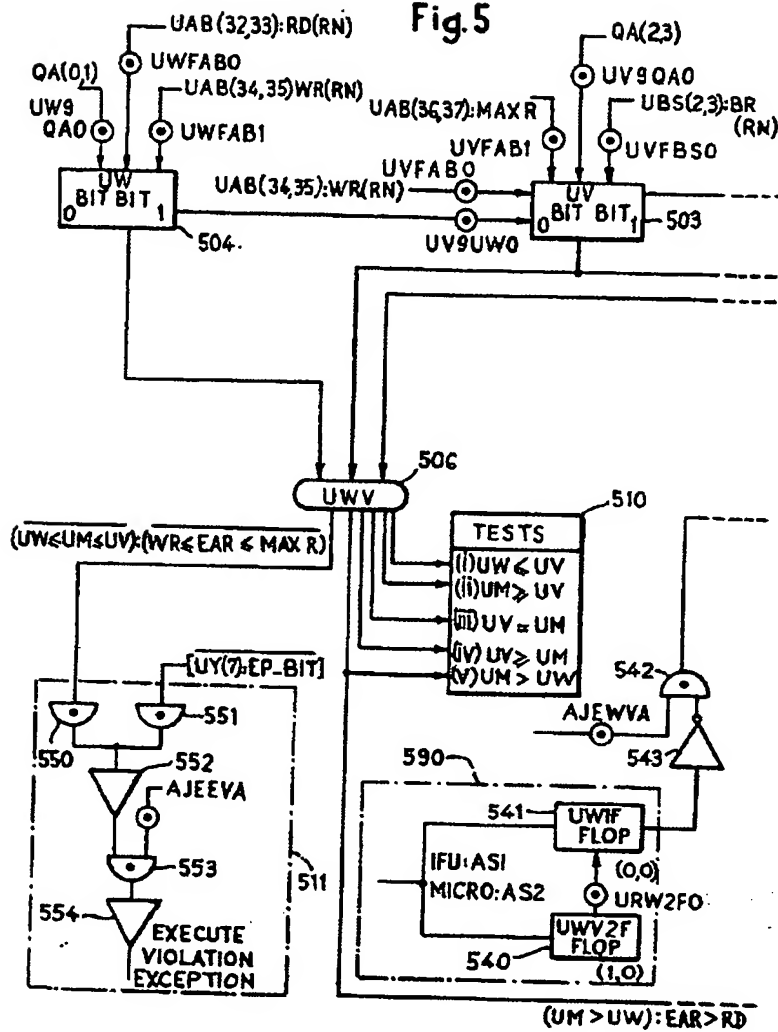 Fig. 5
UAB(32,33):RD(RN)
UWFAB0
QA(0,1)
UW9
QA0
UAB(34,35)WR(RN)
UWFAB1
UW
BIT BIT
0 1
504
QA(2,3)
UV9QA0
UAB(36,37):MAXR
UVFAB1
UBS(2,3):BR
(RN)
UVFBS0
UVFAB0
UAB(34,35):WR(RN)
UV9UW0
UV
BIT BIT
0 1
503
506
UWV
510
TESTS
(i)UW≤UV
(ii)UM≥UV
(iii)UV=UM
(iv)UV≥UM
(v)UM>UW
(UW≤UM≤UV):(WR≤EAR≤MAXR)
[UY(7):EP-BIT]
550
551
552
AJEEVA
553
554
511
EXECUTE
VIOLATION
EXCEPTION
542
AJEWVA
543
590
541
UW1F
FLOP
IFU:AS1
MICRO:AS2
(0,0)
URW2F0
UWV2F
FLOP
540
(1,0)
(UM>UW):EAR>RD